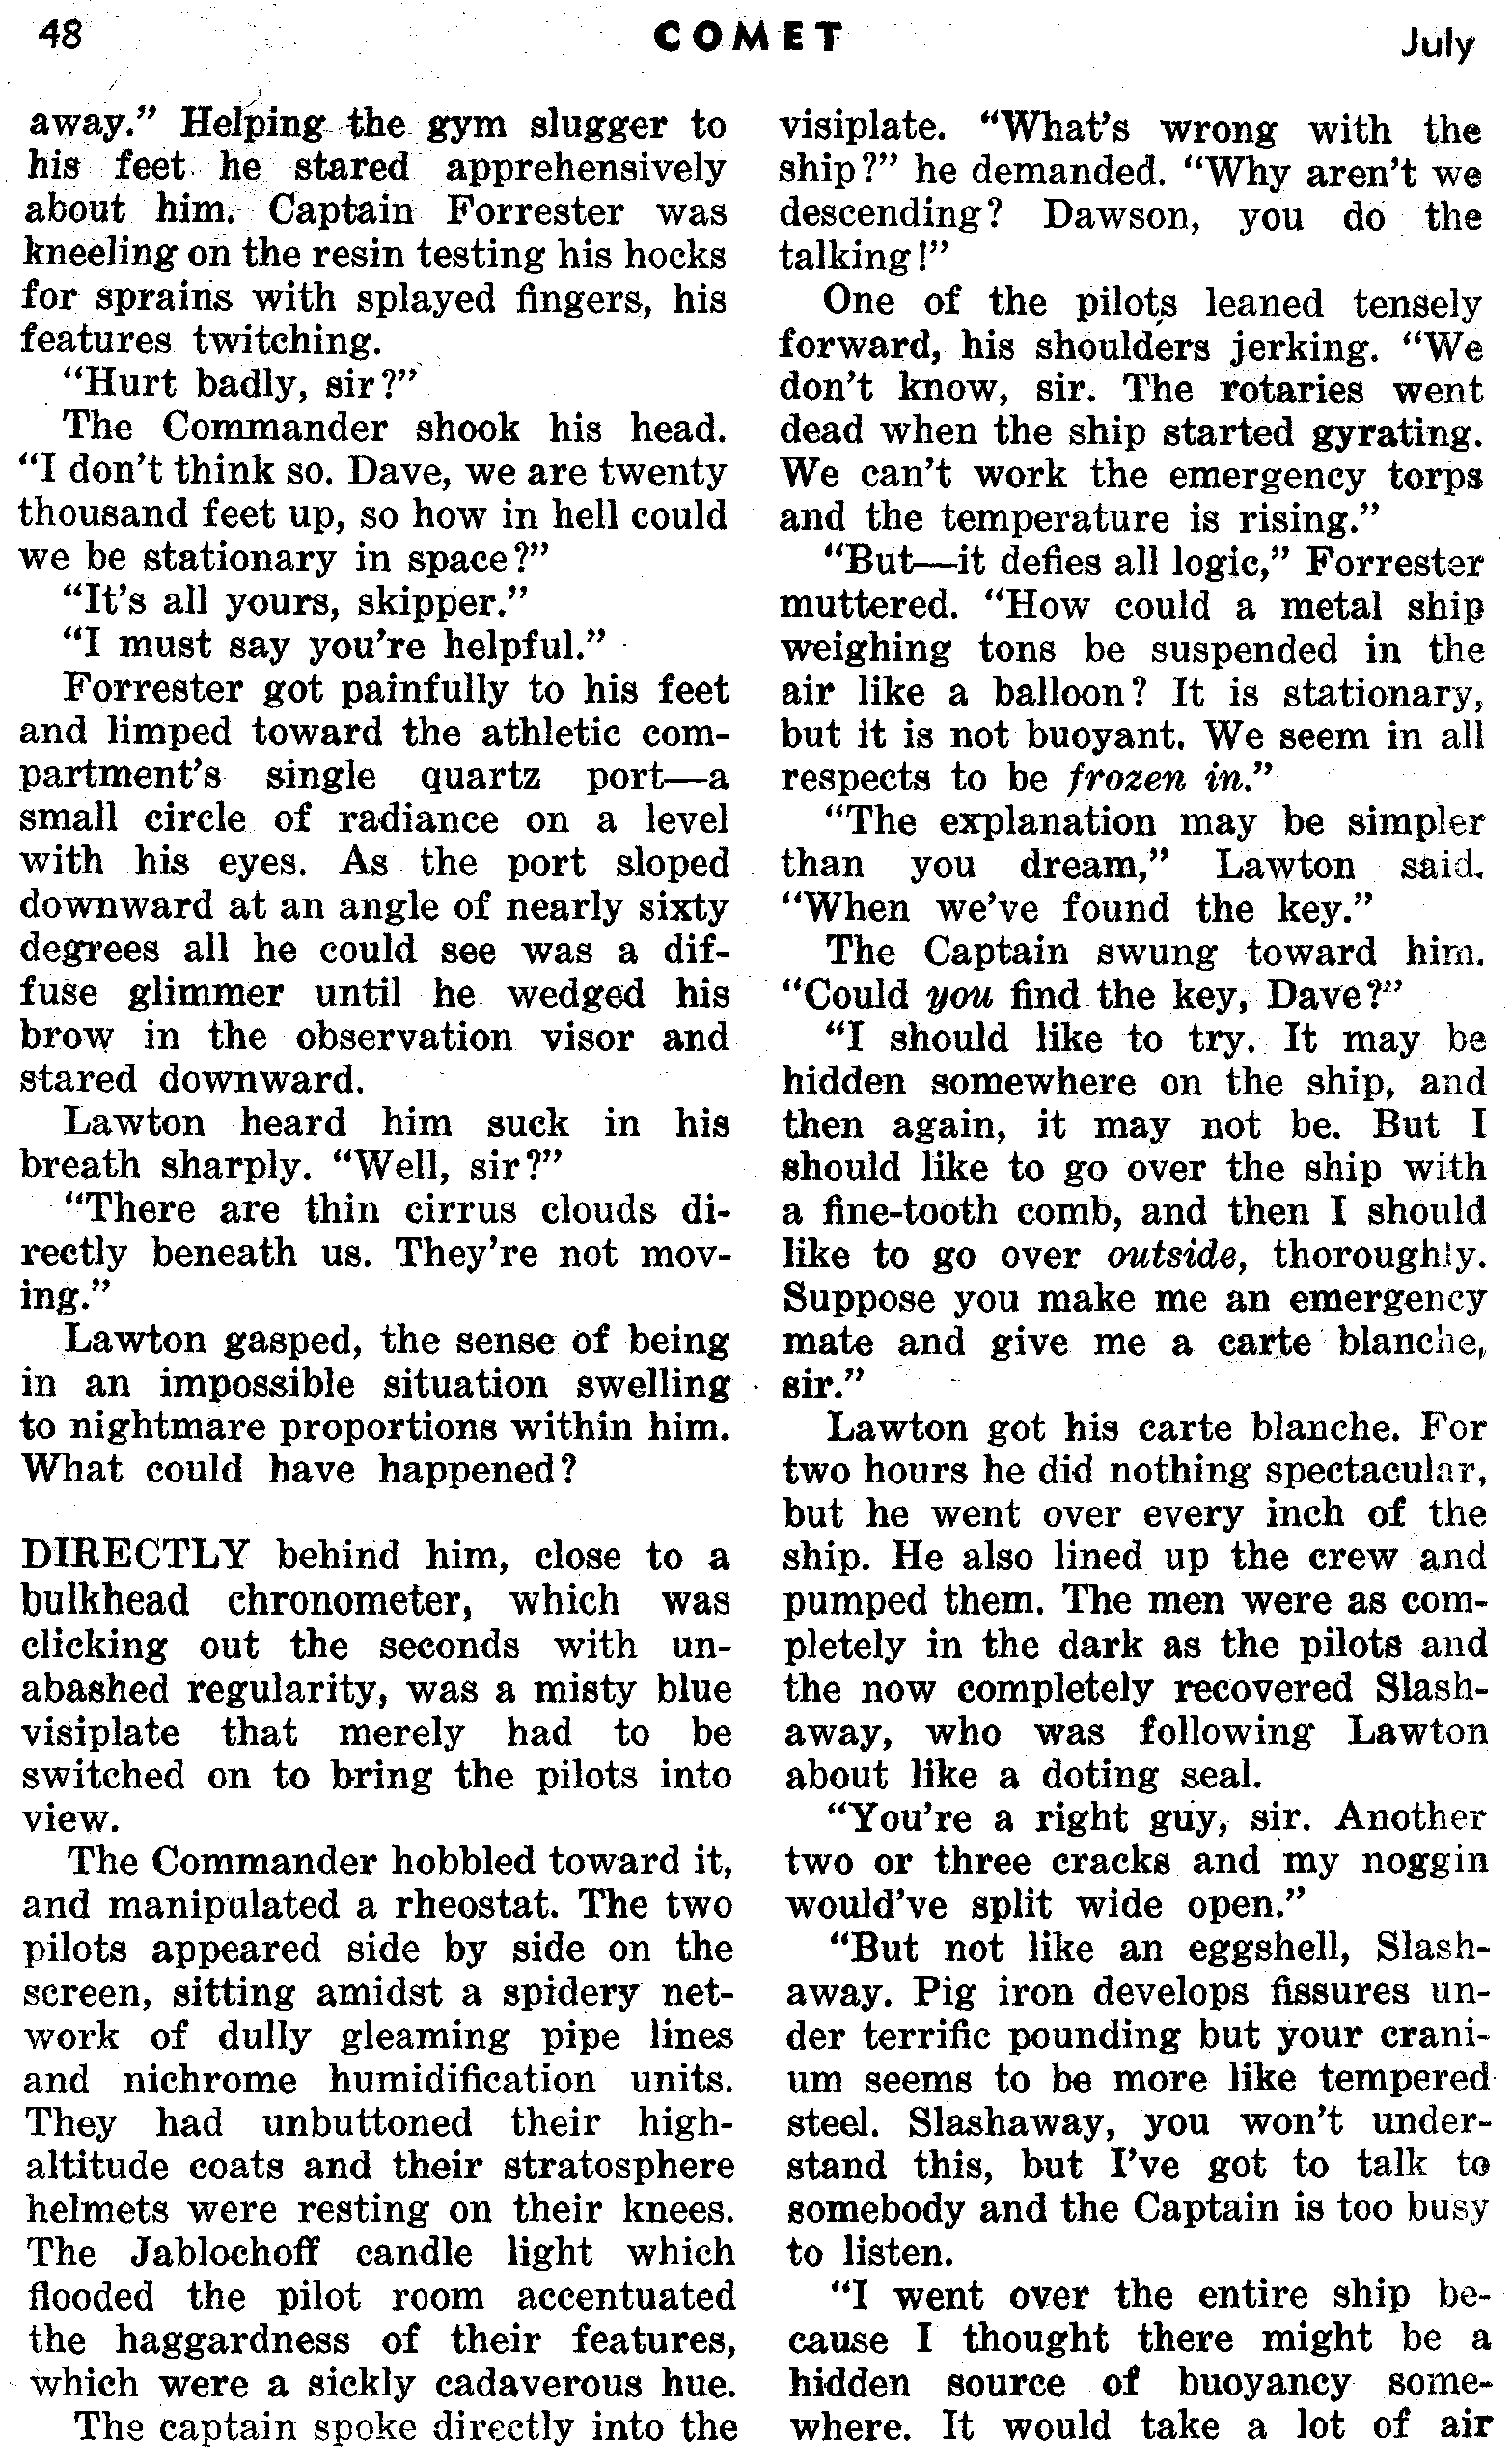 48
COMET
July
away." Helping the gym slugger to
his feet he stared apprehensively
about him. Captain Forrester was
kneeling on the resin testing his hocks
for sprains with splayed fingers, his
features twitching.
"Hurt badly, sir?"
The Commander shook his head.
"I don't think so. Dave, we are twenty
thousand feet up, so how in hell could
we be stationary in space?"
"It's all yours, skipper."
"I must say you're helpful."
Forrester got painfully to his feet
and limped toward the athletic com-
partment's single quartz port—a
small circle of radiance on a level
with his eyes. As the port sloped
downward at an angle of nearly sixty
degrees all he could see was a dif-
fuse glimmer until he wedged his
brow in the observation visor and
stared downward.
Lawton heard him suck in his
breath sharply. "Well, sir?"
"There are thin cirrus clouds di-
rectly beneath us. They're not mov-
ing."
Lawton gasped, the sense of being
in an impossible situation swelling
to nightmare proportions within him.
What could have happened?
DIRECTLY behind him, close to a
bulkhead chronometer, which was
clicking out the seconds with un-
abashed regularity, was a misty blue
visiplate that merely had to be
switched on to bring the pilots into
view.
The Commander hobbled toward it,
and manipulated a rheostat. The two
pilots appeared side by side on the
screen, sitting amidst a spidery net-
work of dully gleaming pipe lines
and nichrome humidification units.
They had unbuttoned their high-
altitude coats and their stratosphere
helmets were resting on their knees.
The Jablochoff candle light which
flooded the pilot room accentuated
the haggardness of their features,
which were a sickly cadaverous hue.
The captain spoke directly into the
visiplate. "What's wrong with the
ship?" he demanded. "Why aren't we
descending? Dawson, you do the
talking!"
One of the pilots leaned tensely
forward, his shoulders jerking. "We
don't know, sir. The rotaries went
dead when the ship started gyrating.
We can't work the emergency torps
and the temperature is rising."
"But—it defies all logic," Forrester
muttered. "How could a metal ship
weighing tons be suspended in the
air like a balloon? It is stationary,
but it is not buoyant. We seem in all
respects to be frozen in."
"The explanation may be simpler
than you dream," Lawton said.
"When we've found the key."
The Captain swung toward him.
"Could you find the key, Dave?"
"I should like to try. It may be
hidden somewhere on the ship, and
then again, it may not be. But I
should like to go over the ship with
a fine-tooth comb, and then I should
like to go over outside, thoroughly.
Suppose you make me an emergency
mate and give me a carte blanche,
sir."
Lawton got his carte blanche. For
two hours he did nothing spectacular,
but he went over every inch of the
ship. He also lined up the crew and
pumped them. The men were as com-
pletely in the dark as the pilots and
the now completely recovered Slash-
away, who was following Lawton
about like a doting seal.
"You're a right guy, sir. Another
two or three cracks and my noggin
would've split wide open."
"But not like an eggshell, Slash-
away. Pig iron develops fissures un-
der terrific pounding but your crani-
um seems to be more like tempered
steel. Slashaway, you won't under-
stand this, but I've got to talk to
somebody and the Captain is too busy
to listen.
"I went over the entire ship be-
cause I thought there might be a
hidden source of buoyancy some-
where. It would take a lot of air